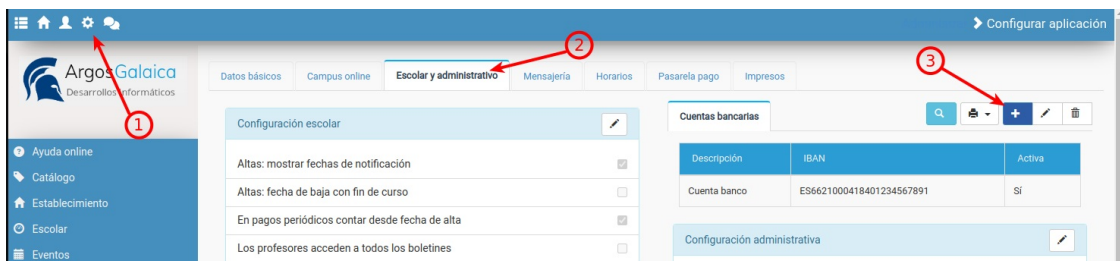 Configurar aplicación
ArgosGalaica
Desarrollos Informáticos
1
2
3
Datos básicos Campus online Escolar y administrativo Mensajería Horarios Pasarela pago Impresos
Ayuda online
Catálogo
Establecimiento
Escolar
Eventos
Configuración escolar
Altas: mostrar fechas de notificación
Altas: fecha de baja con fin de curso
En pagos periódicos contar desde fecha de alta
Los profesores acceden a todos los boletines
Cuentas bancarias
Descripción IBAN Activa
Cuenta banco ES6621000418401234567891 Sí
Configuración administrativa